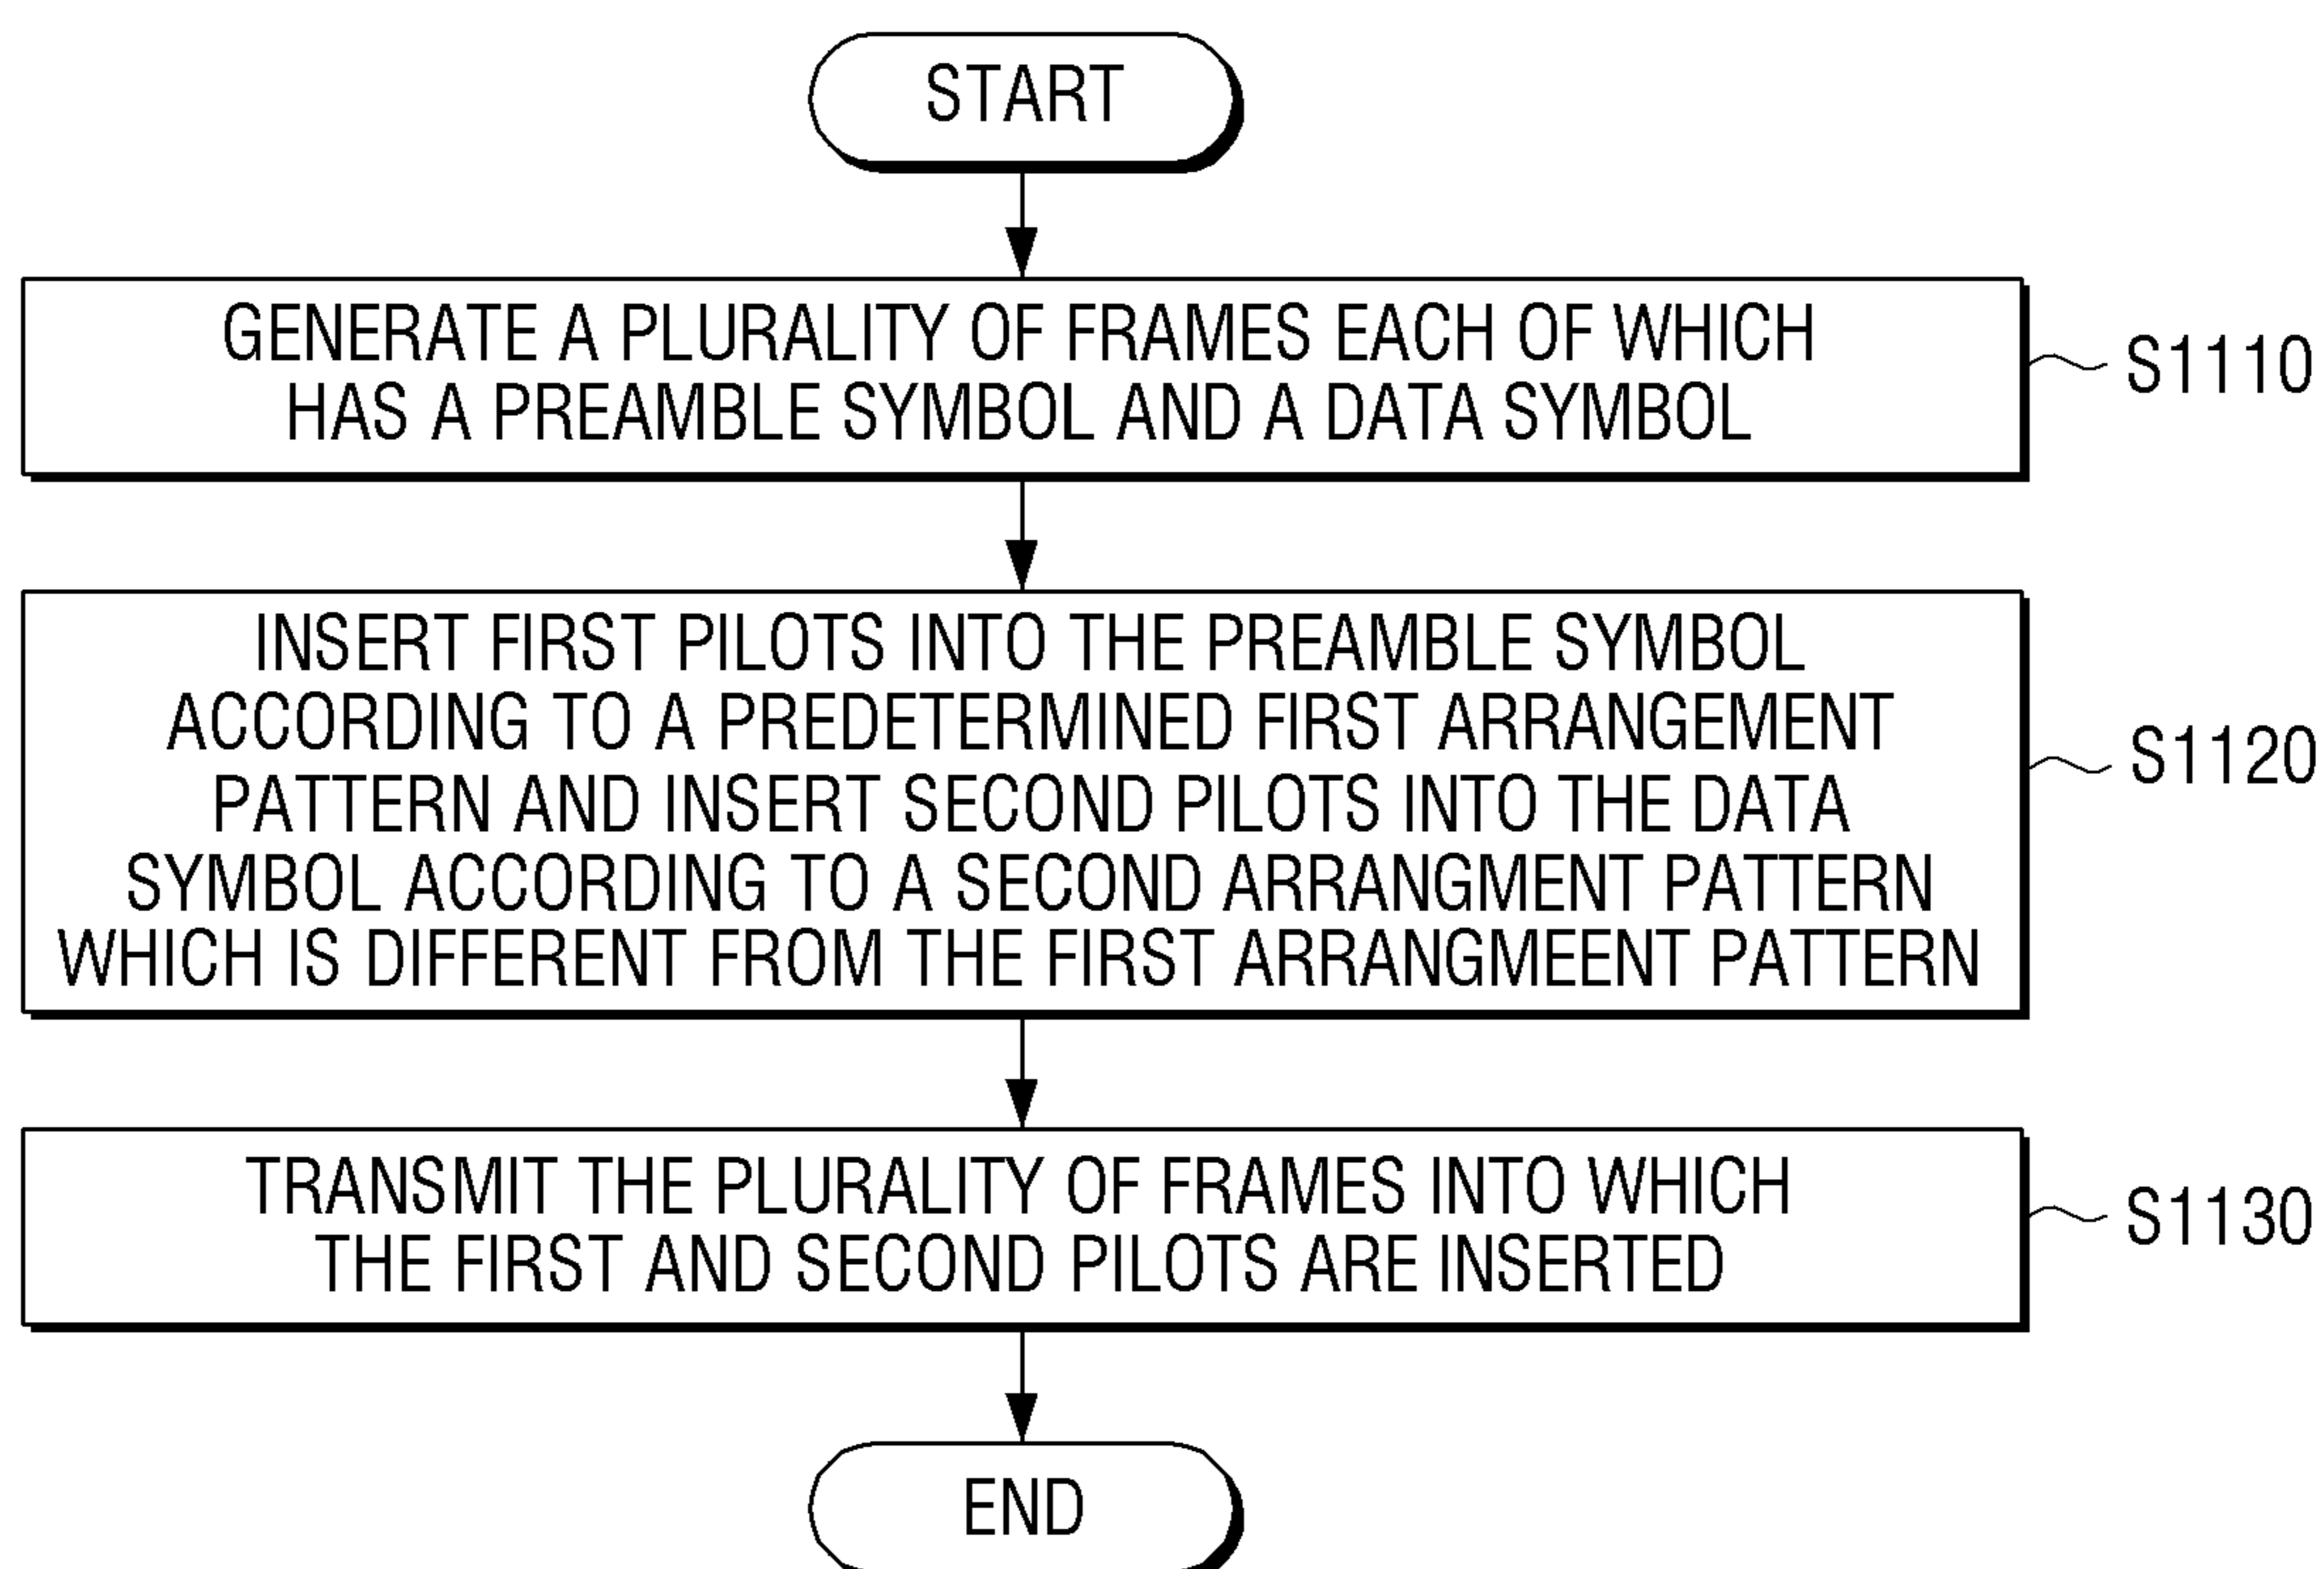 START
GENERATE A PLURALITY OF FRAMES EACH OF WHICH
HAS A PREAMBLE SYMBOL AND A DATA SYMBOL
S1110
INSERT FIRST PILOTS INTO THE PREAMBLE SYMBOL
ACCORDING TO A PREDETERMINED FIRST ARRANGEMENT
PATTERN AND INSERT SECOND PILOTS INTO THE DATA
SYMBOL ACCORDING TO A SECOND ARRANGMENT PATTERN
WHICH IS DIFFERENT FROM THE FIRST ARRANGMEENT PATTERN
S1120
TRANSMIT THE PLURALITY OF FRAMES INTO WHICH
THE FIRST AND SECOND PILOTS ARE INSERTED
S1130
END